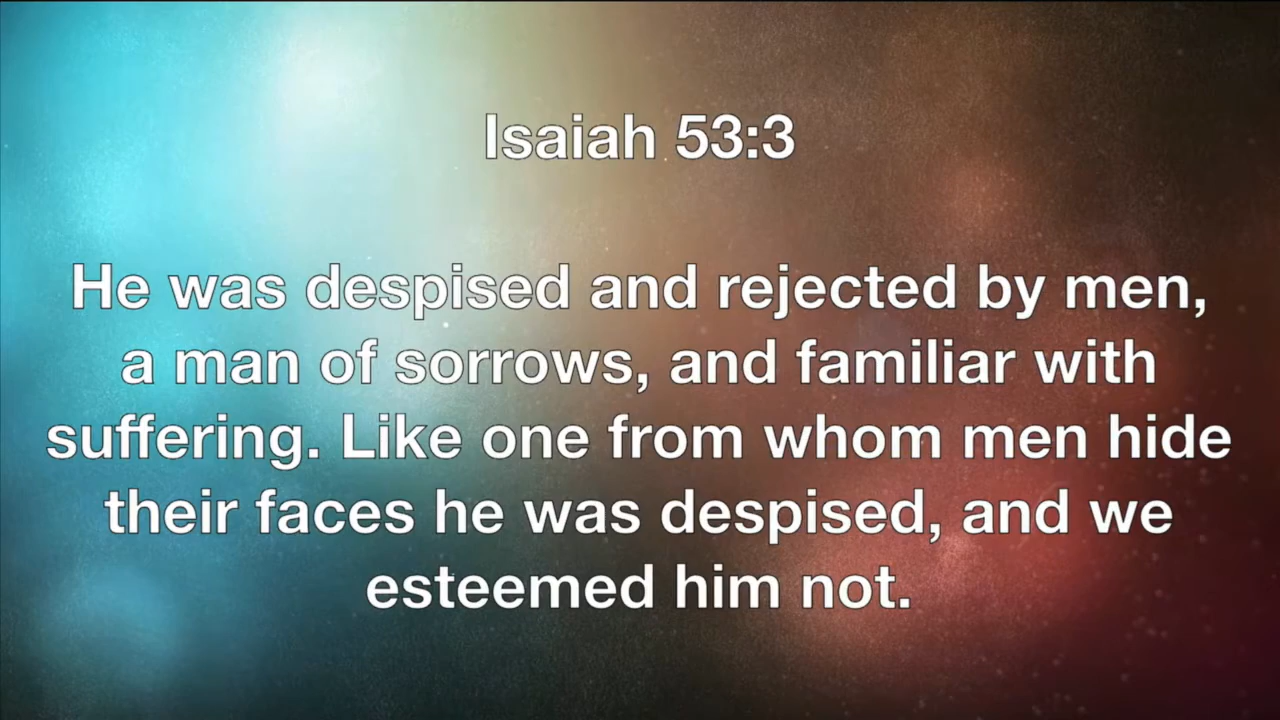 Isaiah 53:3
He was despised and rejected by men,
a man of sorrows, and familiar with
suffering. Like one from whom men hide
their faces he was despised, and we
esteemed him not.